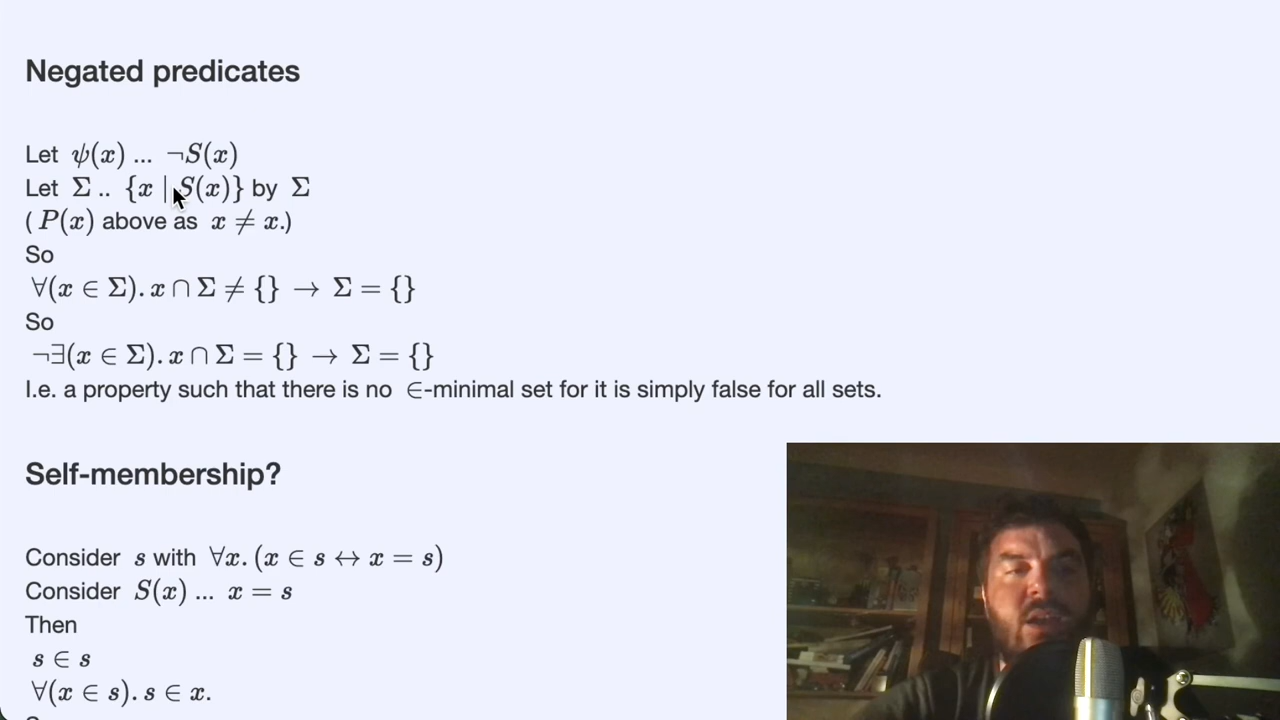 Negated predicates
Let ψ(x) ... ¬S(x)
Let Σ .. {x | S(x)} by Σ
( P(x) above as x ≠ x.)
So
∀(x ∈ Σ). x ∩ Σ ≠ {} → Σ = {}
So
¬∃(x ∈ Σ). x ∩ Σ = {} → Σ = {}
I.e. a property such that there is no ∈-minimal set for it is simply false for all sets.
Self-membership?
Consider s with ∀x. (x ∈ s ↔ x = s)
Consider S(x) ... x = s
Then
s ∈ s
∀(x ∈ s). s ∈ x.